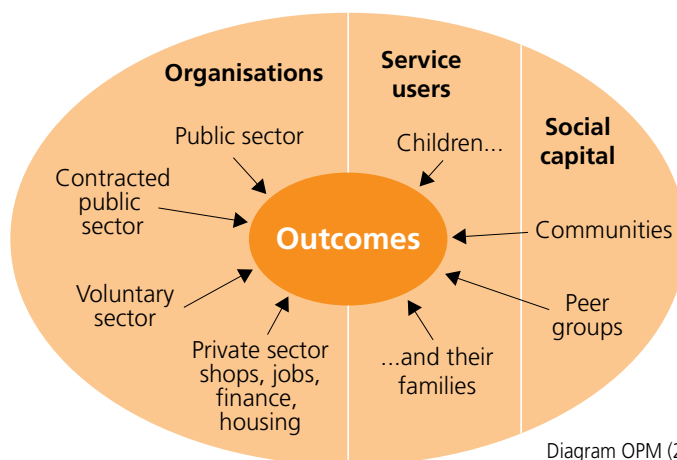 Organisations
Public sector
Contracted
public
sector
Voluntary
sector
Private sector
shops, jobs,
finance,
housing
Outcomes
Service
users
Children...
...and their
families
Social
capital
Communities
Peer
groups
Diagram OPM (2